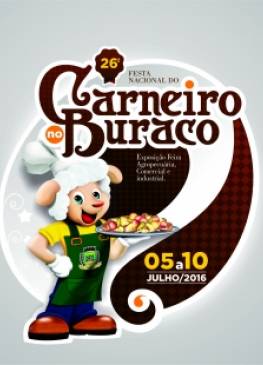 26ª
FESTA
NACIONAL DO
Carneiro
no Buraco
Exposição Feira
Agropecuária,
Comercial e
industrial.
05 a 10
JULHO/2016